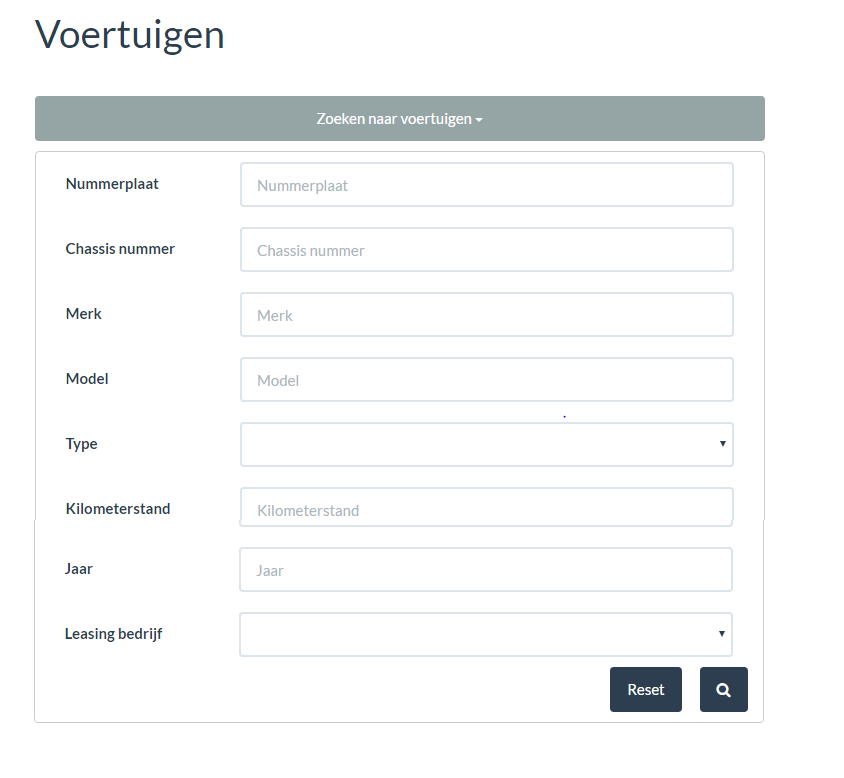 Voertuigen
Zoeken naar voertuigen
Nummerplaat Nummerplaat
Chassis nummer Chassis nummer
Merk Merk
Model Model
Type
Kilometerstand Kilometerstand
Jaar Jaar
Leasing bedrijf
Reset